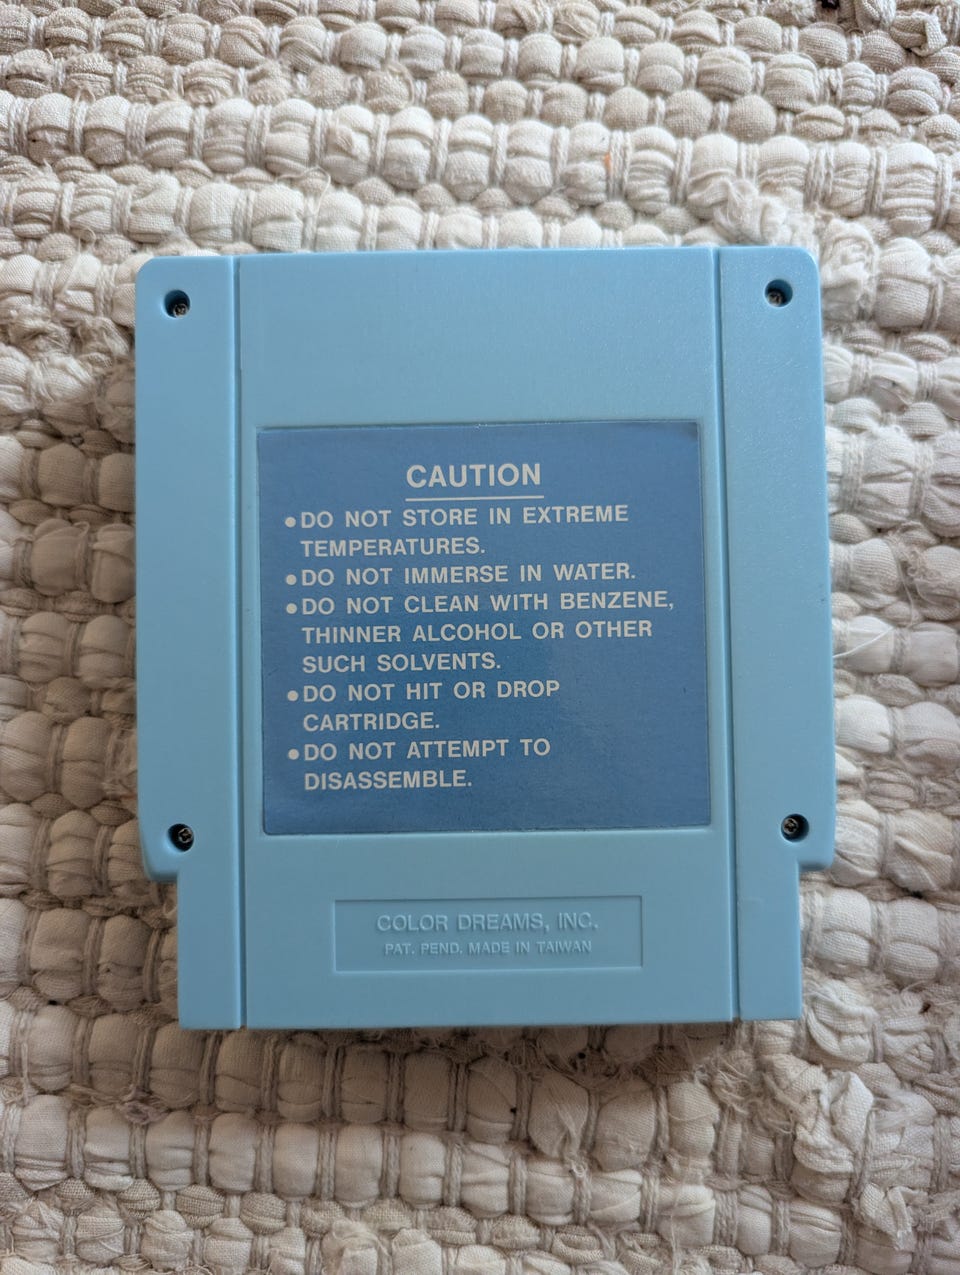 CAUTION
●DO NOT STORE IN EXTREME
TEMPERATURES.
●DO NOT IMMERSE IN WATER.
●DO NOT CLEAN WITH BENZENE,
THINNER ALCOHOL OR OTHER
SUCH SOLVENTS.
●DO NOT HIT OR DROP
CARTRIDGE.
●DO NOT ATTEMPT TO
DISASSEMBLE.
COLOR DREAMS, INC.
PAT. PEND. MADE IN TAIWAN